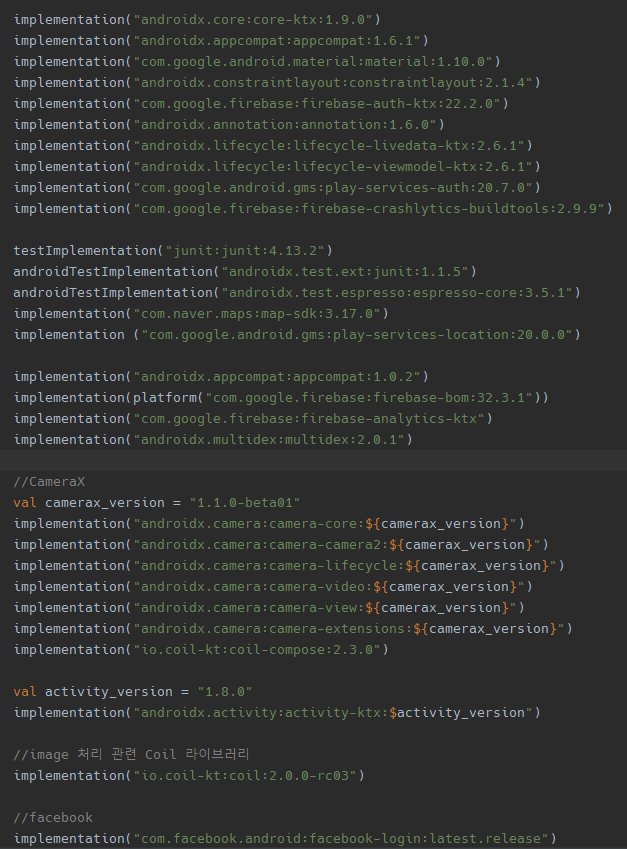 implementation("androidx.core:core-ktx:1.9.0")
implementation("androidx.appcompat:appcompat:1.6.1")
implementation("com.google.android.material:material:1.10.0")
implementation("androidx.constraintlayout:constraintlayout:2.1.4")
implementation("com.google.firebase:firebase-auth-ktx:22.2.0")
implementation("androidx.annotation:annotation:1.6.0")
implementation("androidx.lifecycle:lifecycle-livedata-ktx:2.6.1")
implementation("androidx.lifecycle:lifecycle-viewmodel-ktx:2.6.1")
implementation("com.google.android.gms:play-services-auth:20.7.0")
implementation("com.google.firebase:firebase-crashlytics-buildtools:2.9.9")
testImplementation("junit:junit:4.13.2")
androidTestImplementation("androidx.test.ext:junit:1.1.5")
androidTestImplementation("androidx.test.espresso:espresso-core:3.5.1")
implementation("com.naver.maps:map-sdk:3.17.0")
implementation ("com.google.android.gms:play-services-location:20.0.0")
implementation("androidx.appcompat:appcompat:1.0.2")
implementation(platform("com.google.firebase:firebase-bom:32.3.1"))
implementation("com.google.firebase:firebase-analytics-ktx")
implementation("androidx.multidex:multidex:2.0.1")
//CameraX
val camerax_version = "1.1.0-beta01"
implementation("androidx.camera:camera-core:${camerax_version}")
implementation("androidx.camera:camera-camera2:${camerax_version}")
implementation("androidx.camera:camera-lifecycle:${camerax_version}")
implementation("androidx.camera:camera-video:${camerax_version}")
implementation("androidx.camera:camera-view:${camerax_version}")
implementation("androidx.camera:camera-extensions:${camerax_version}")
implementation("io.coil-kt:coil-compose:2.3.0")
val activity_version = "1.8.0"
implementation("androidx.activity:activity-ktx:$activity_version")
//image 처리 관련 Coil 라이브러리
implementation("io.coil-kt:coil:2.0.0-rc03")
//facebook
implementation("com.facebook.android:facebook-login:latest.release")